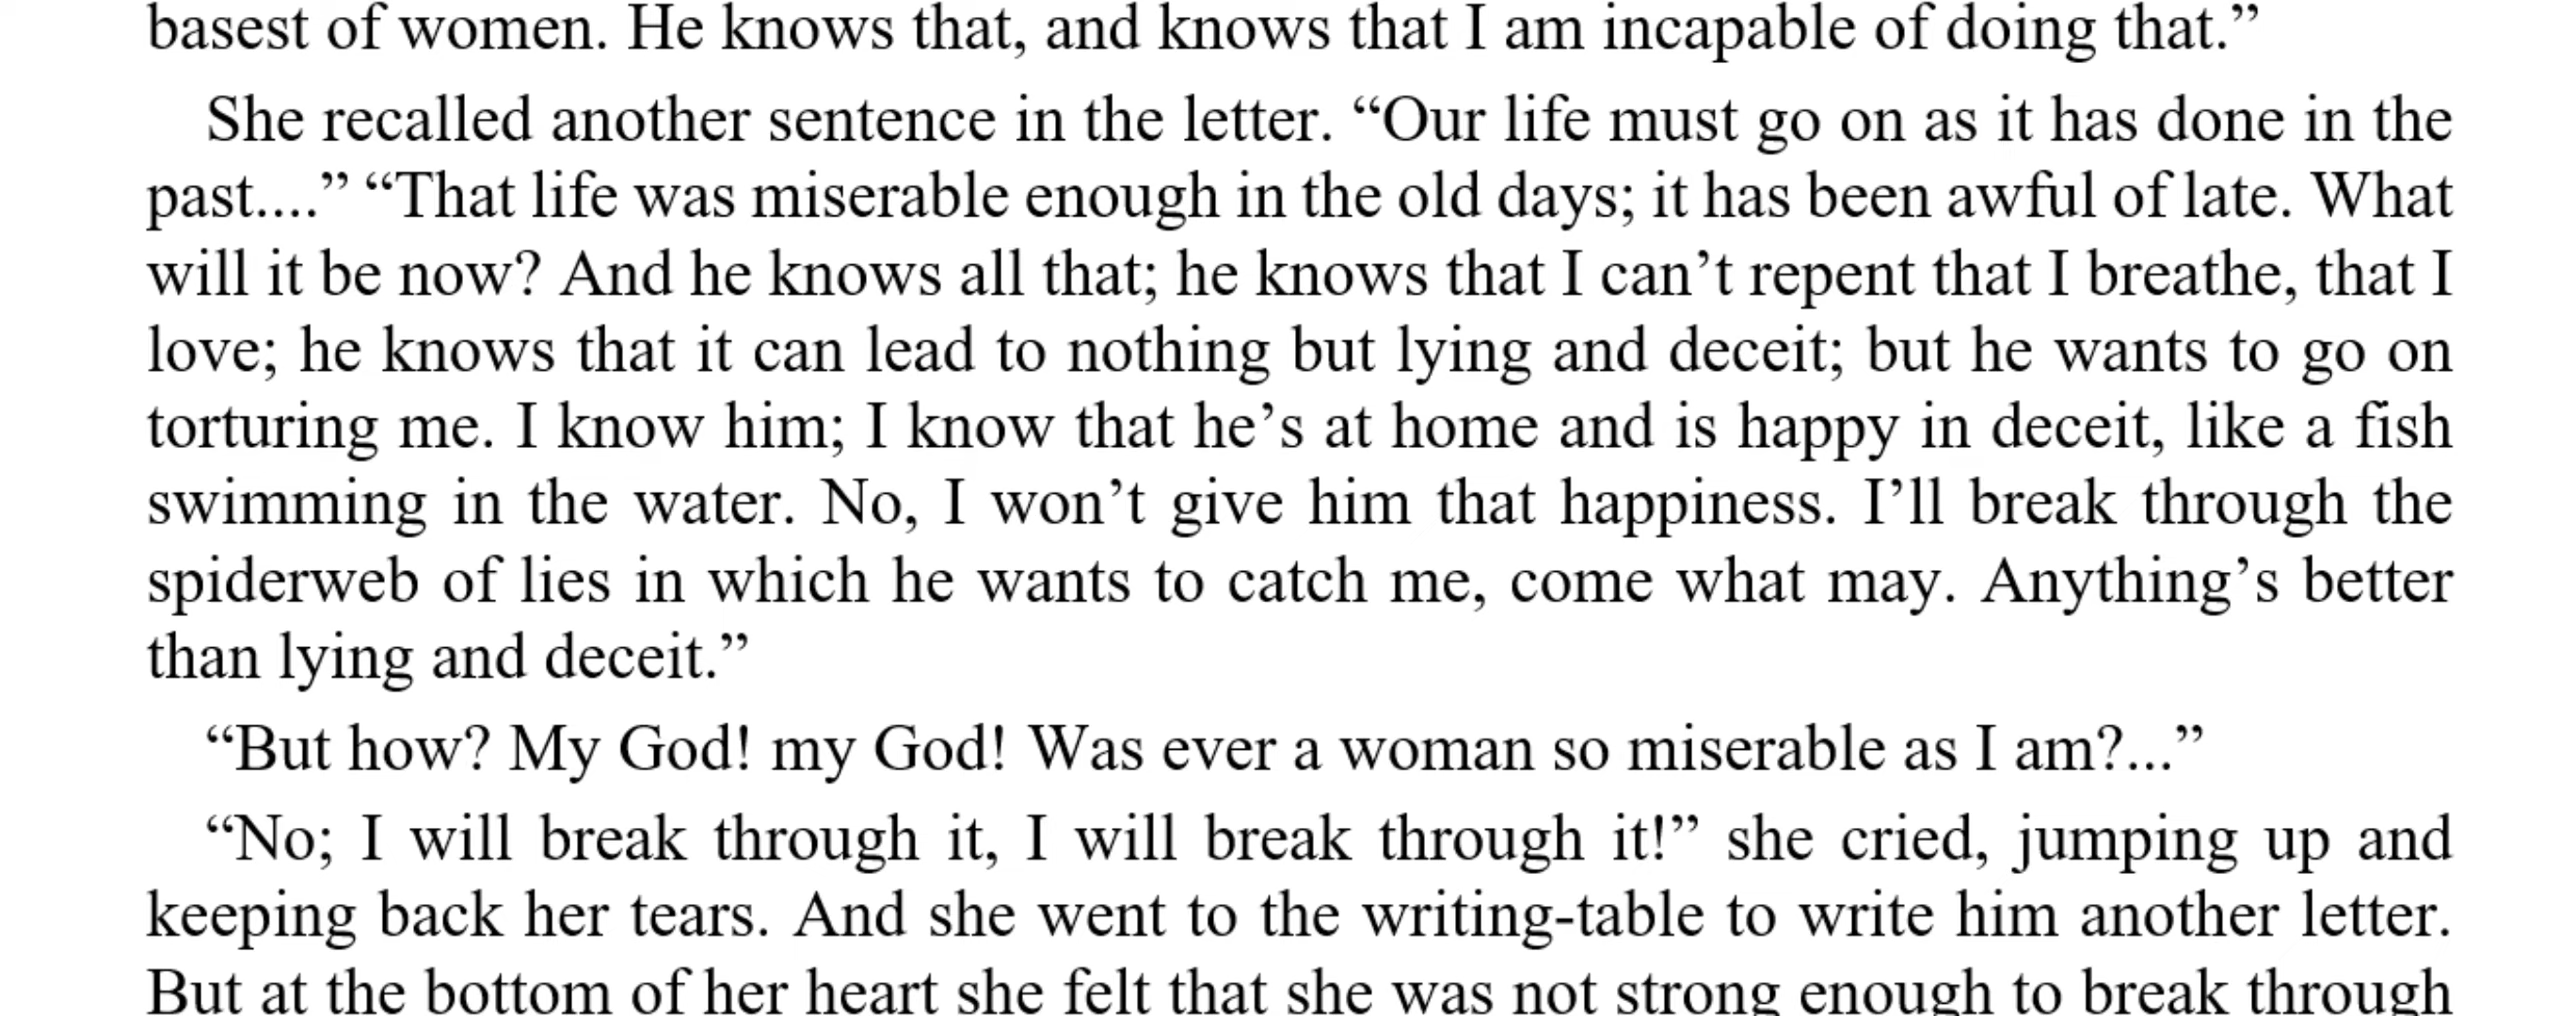 basest of women. He knows that, and knows that I am incapable of doing that.”
She recalled another sentence in the letter. “Our life must go on as it has done in the
past....” “That life was miserable enough in the old days; it has been awful of late. What
will it be now? And he knows all that; he knows that I can’t repent that I breathe, that I
love; he knows that it can lead to nothing but lying and deceit; but he wants to go on
torturing me. I know him; I know that he’s at home and is happy in deceit, like a fish
swimming in the water. No, I won’t give him that happiness. I’ll break through the
spiderweb of lies in which he wants to catch me, come what may. Anything’s better
than lying and deceit.”
“But how? My God! my God! Was ever a woman so miserable as I am?...”
“No; I will break through it, I will break through it!” she cried, jumping up and
keeping back her tears. And she went to the writing-table to write him another letter.
But at the bottom of her heart she felt that she was not strong enough to break through